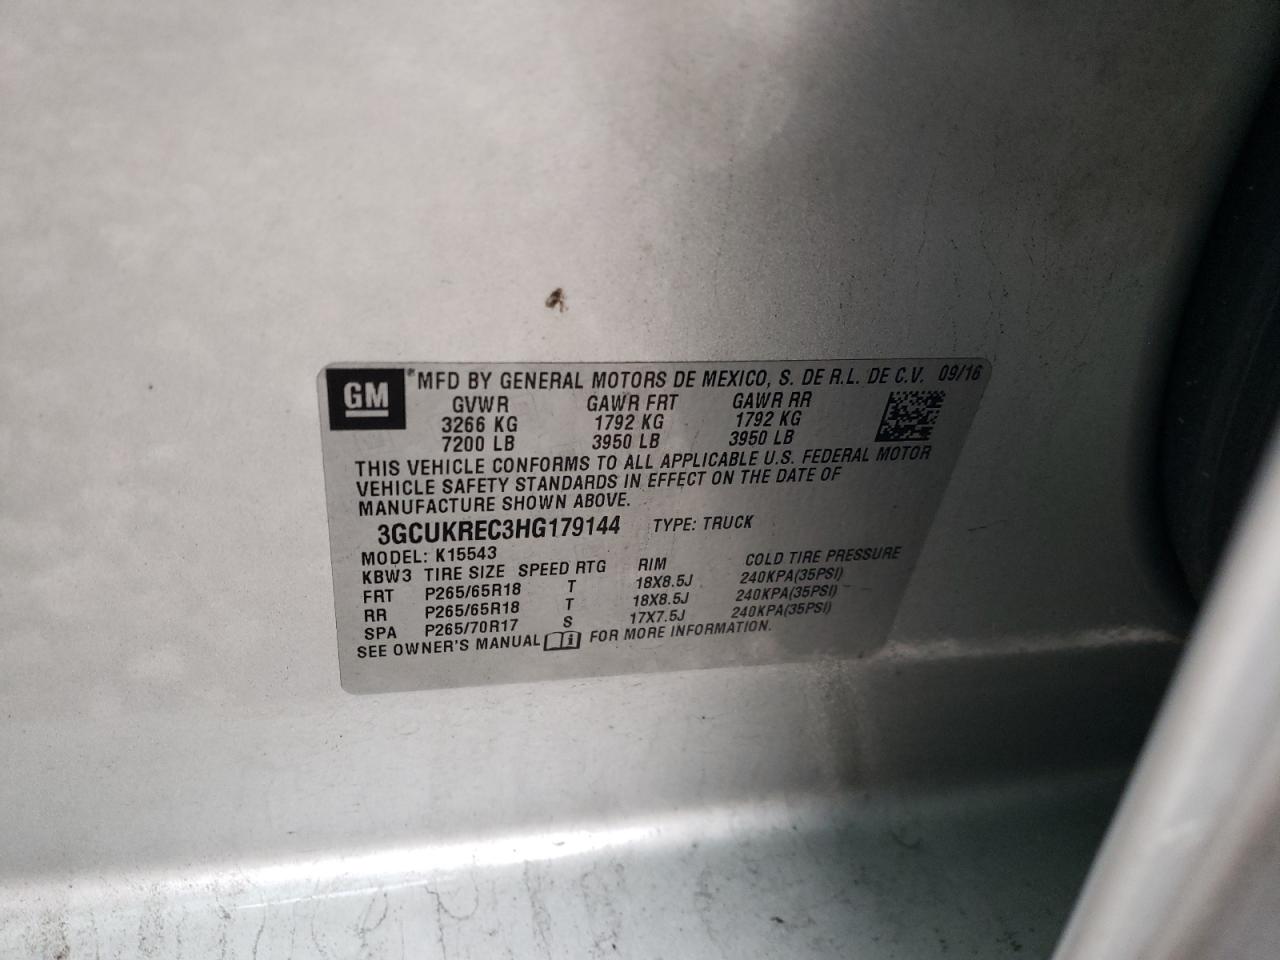 GM
*MFD BY GENERAL MOTORS DE MEXICO, S. DE R.L. DE C.V. 09/16
GVWR GAWR FRT GAWR RR
3266 KG 1792 KG 1792 KG
7200 LB 3950 LB 3950 LB
THIS VEHICLE CONFORMS TO ALL APPLICABLE U.S. FEDERAL MOTOR
VEHICLE SAFETY STANDARDS IN EFFECT ON THE DATE OF
MANUFACTURE SHOWN ABOVE.
3GCUKREC3HG179144 TYPE: TRUCK
MODEL: K15543
KBW3 TIRE SIZE SPEED RTG RIM COLD TIRE PRESSURE
FRT P265/65R18 T 18X8.5J 240KPA(35PSI)
RR P265/65R18 T 18X8.5J 240KPA(35PSI)
SPA P265/70R17 S 17X7.5J 240KPA(35PSI)
SEE OWNER'S MANUAL i FOR MORE INFORMATION.